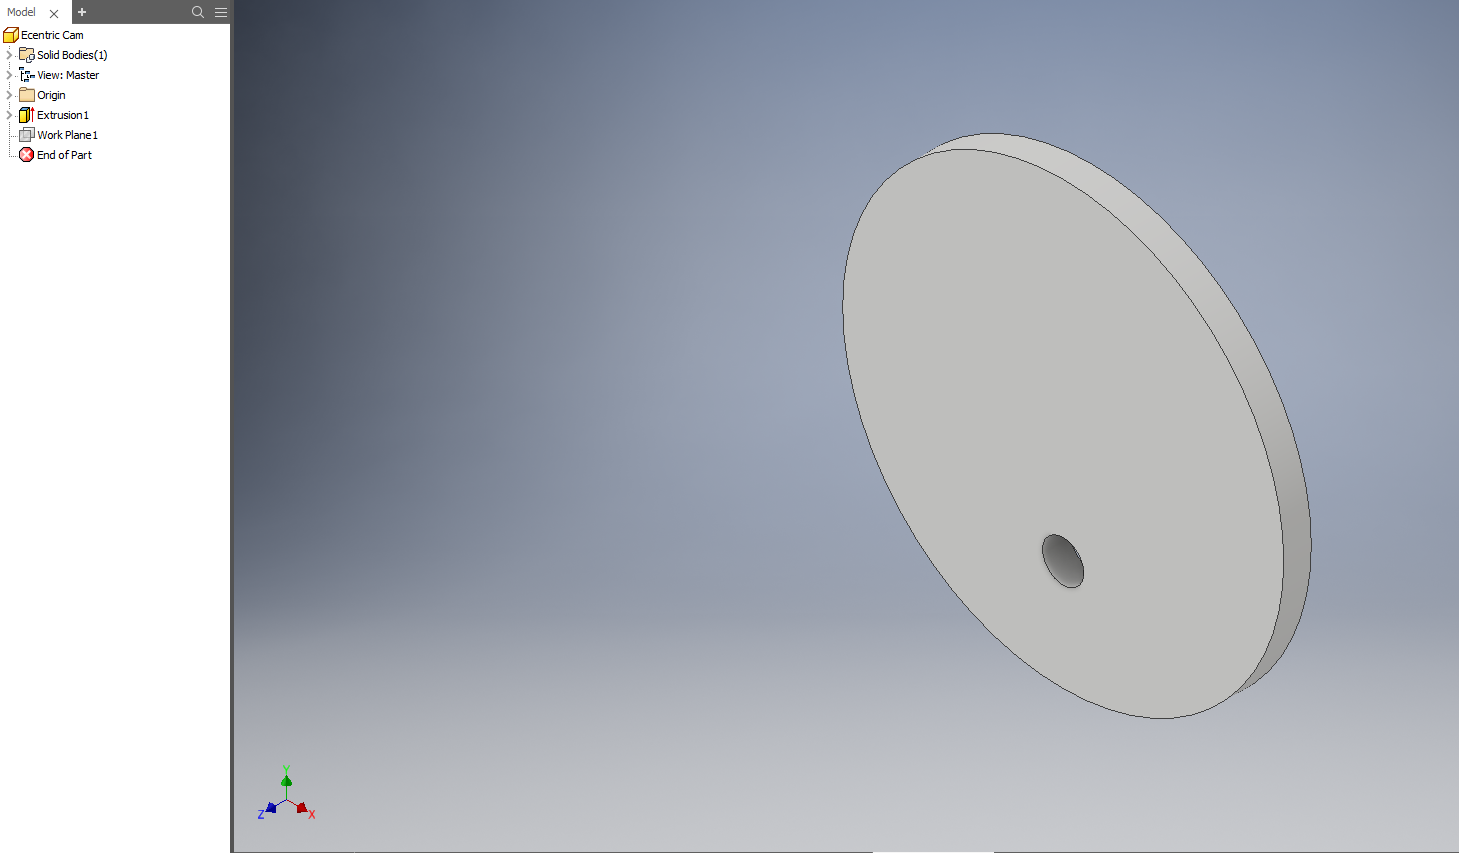 Model
Ecentric Cam
Solid Bodies(1)
View: Master
Origin
Extrusion1
Work Plane1
End of Part
Y
Z
X